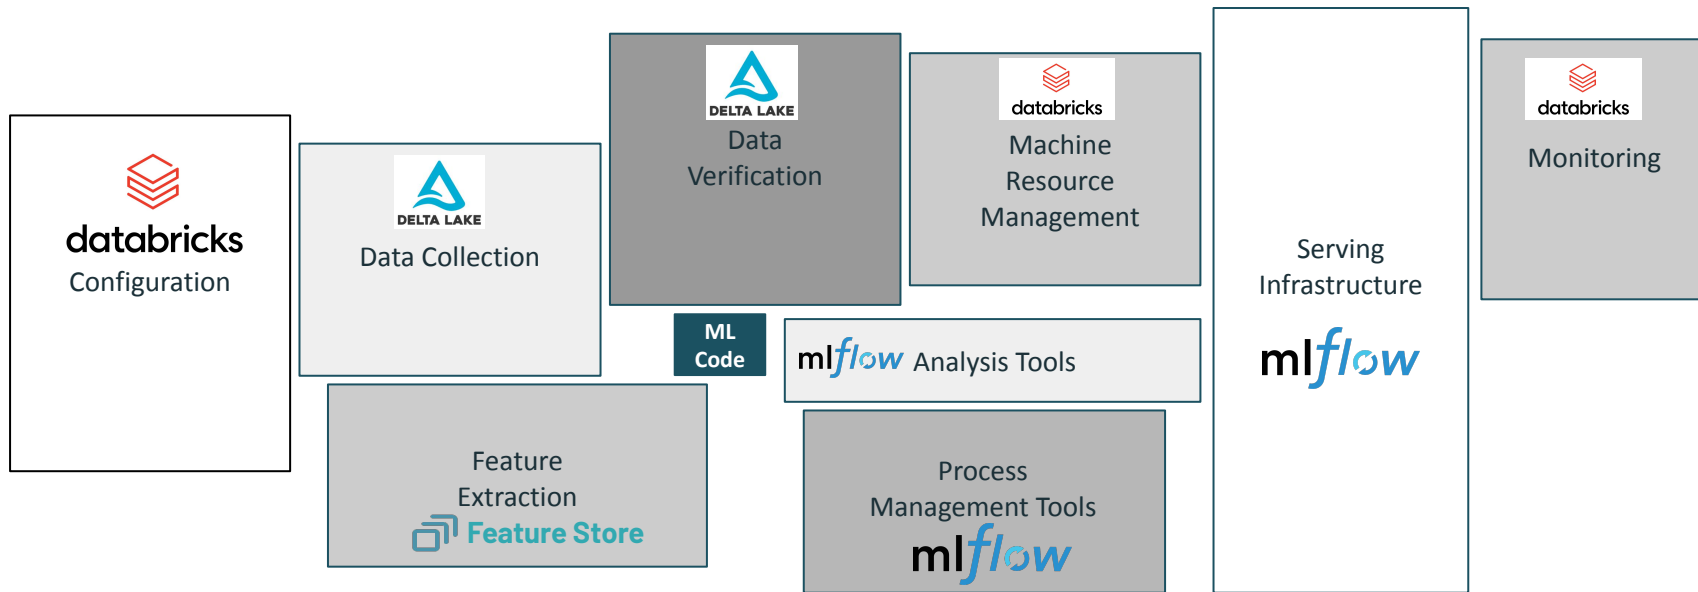 databricks
Configuration
DELTA LAKE
Data Collection
DELTA LAKE
Data
Verification
databricks
Machine
Resource
Management
ML
Code
mlflow Analysis Tools
Feature
Extraction
Feature Store
Process
Management Tools
mlflow
Serving
Infrastructure
mlflow
databricks
Monitoring